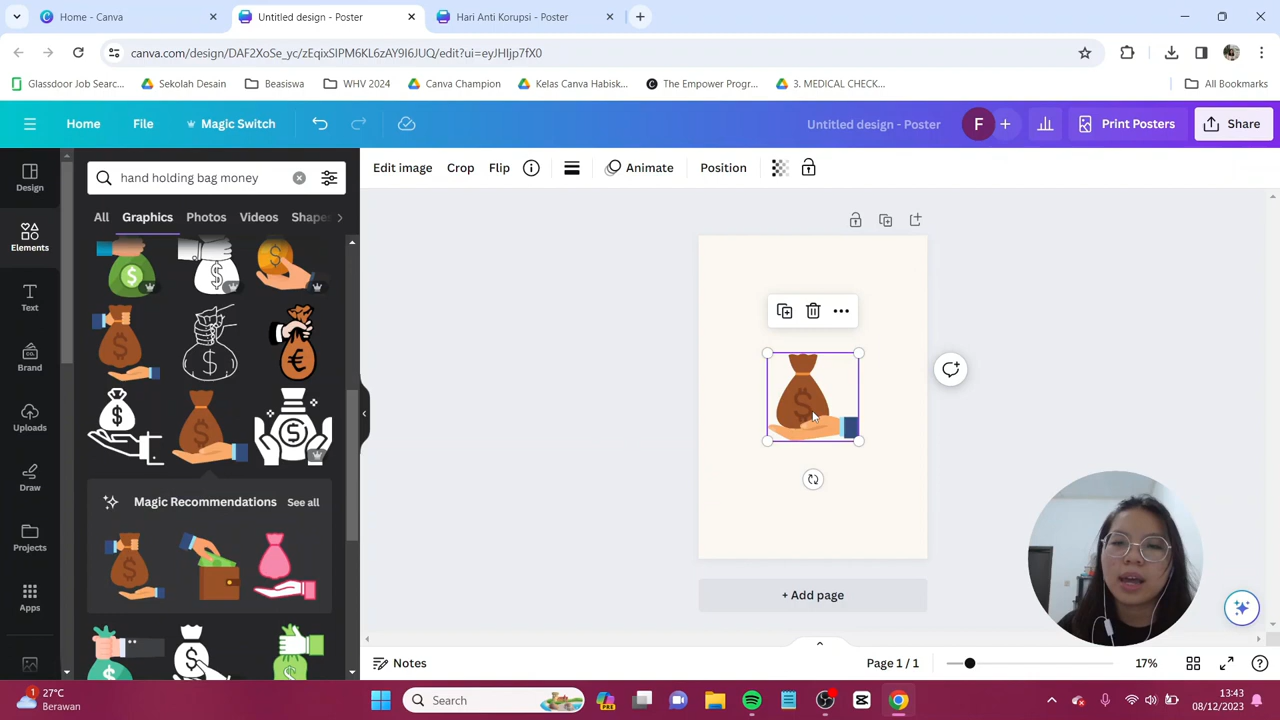 Home - Canva
Untitled design - Poster
Hari Anti Korupsi - Poster
canva.com/design/DAF2XoSe_yc/zEqixSIPM6KL6zAY9I6JUQ/edit?ui=eyJHIjp7fX0
Glassdoor Job Searc...
Sekolah Desain
Beasiswa
WHV 2024
Canva Champion
Kelas Canva Habiskan...
The Empower Progr...
3. MEDICAL CHECK...
All Bookmarks
Home
File
Magic Switch
Untitled design - Poster
F
Print Posters
Share
Design
Elements
Text
Brand
Uploads
Draw
Projects
Apps
hand holding bag money
All
Graphics
Photos
Videos
Shape
Magic Recommendations
See all
Edit image
Crop
Flip
Animate
Position
+ Add page
Notes
Page 1 / 1
17%
1
27°C
Berawan
Search
PRE
13:43
08/12/2023